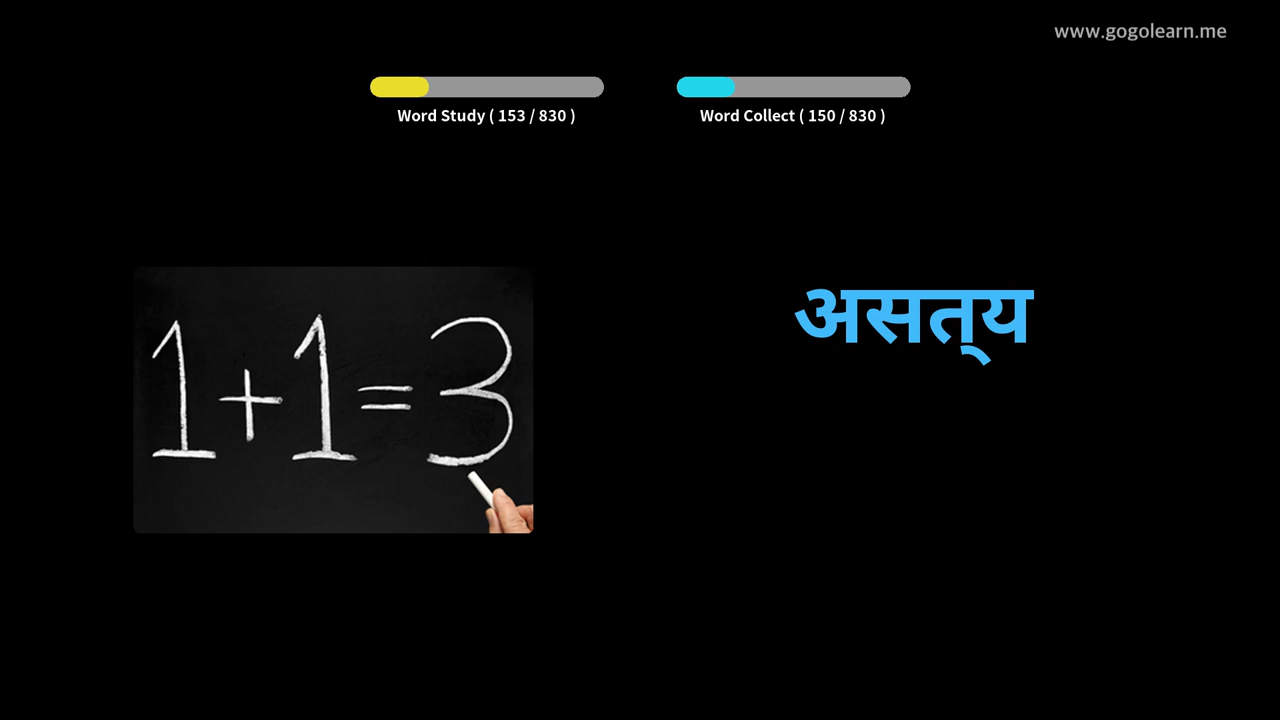 www.gogolearn.me
Word Study ( 153 / 830 )
Word Collect ( 150 / 830 )
असत्‌य
1+1=3